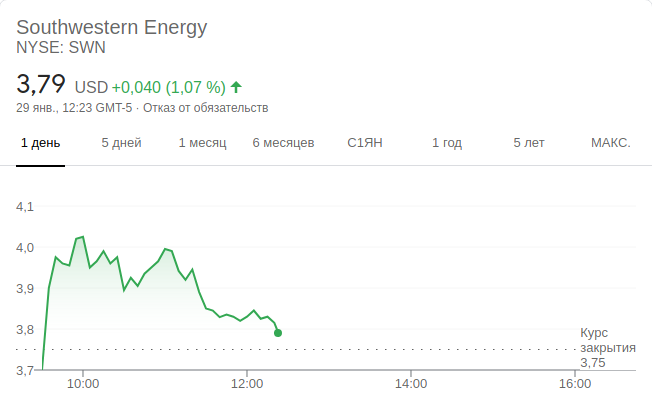 Southwestern Energy
NYSE: SWN
3,79 USD +0,040 (1,07 %)
29 янв., 12:23 GMT-5 · Отказ от обязательств
1 день 5 дней 1 месяц 6 месяцев С1ЯН 1 год 5 лет МАКС.
4,1
4,0
3,9
3,8
3,7
Курс
закрытия
3,75
10:00 12:00 14:00 16:00